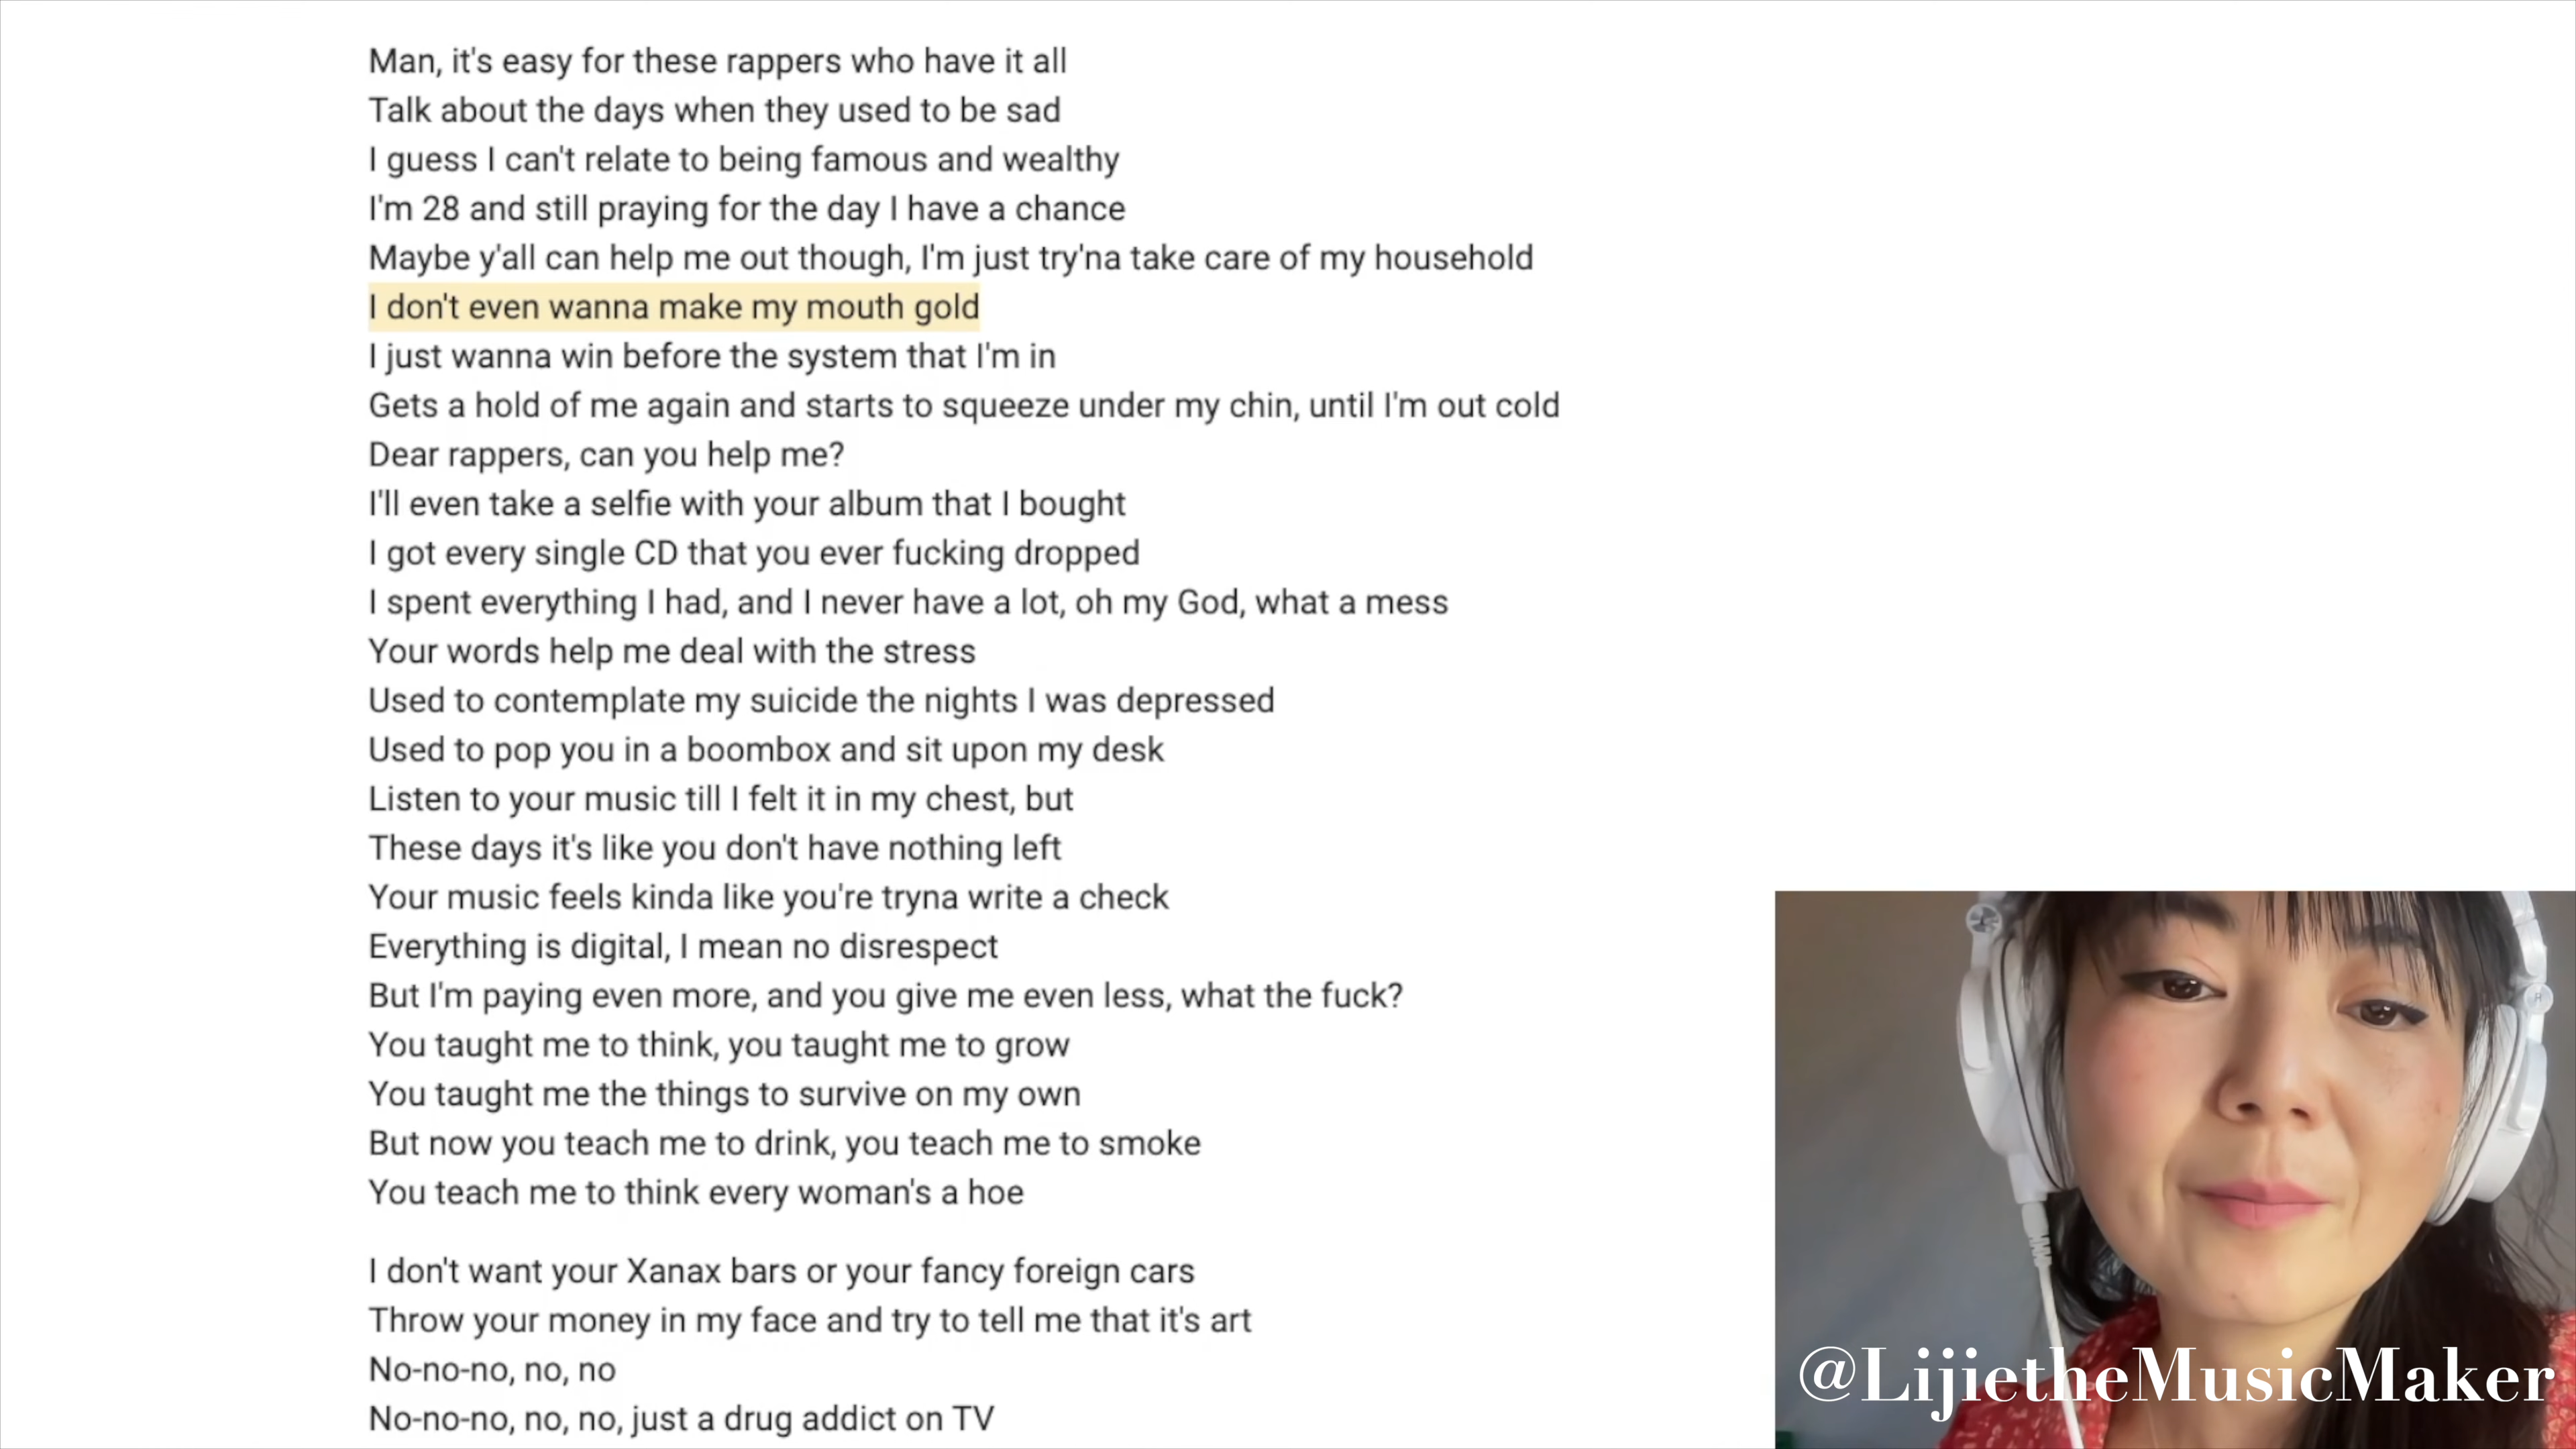 Man, it's easy for these rappers who have it all
Talk about the days when they used to be sad
I guess I can't relate to being famous and wealthy
I'm 28 and still praying for the day I have a chance
Maybe y'all can help me out though, I'm just try'na take care of my household
I don't even wanna make my mouth gold
I just wanna win before the system that I'm in
Gets a hold of me again and starts to squeeze under my chin, until I'm out cold
Dear rappers, can you help me?
I'll even take a selfie with your album that I bought
I got every single CD that you ever fucking dropped
I spent everything I had, and I never have a lot, oh my God, what a mess
Your words help me deal with the stress
Used to contemplate my suicide the nights I was depressed
Used to pop you in a boombox and sit upon my desk
Listen to your music till I felt it in my chest, but
These days it's like you don't have nothing left
Your music feels kinda like you're tryna write a check
Everything is digital, I mean no disrespect
But I'm paying even more, and you give me even less, what the fuck?
You taught me to think, you taught me to grow
You taught me the things to survive on my own
But now you teach me to drink, you teach me to smoke
You teach me to think every woman's a hoe
I don't want your Xanax bars or your fancy foreign cars
Throw your money in my face and try to tell me that it's art
No-no-no, no, no
No-no-no, no, no, just a drug addict on TV
@LijietheMusicMaker